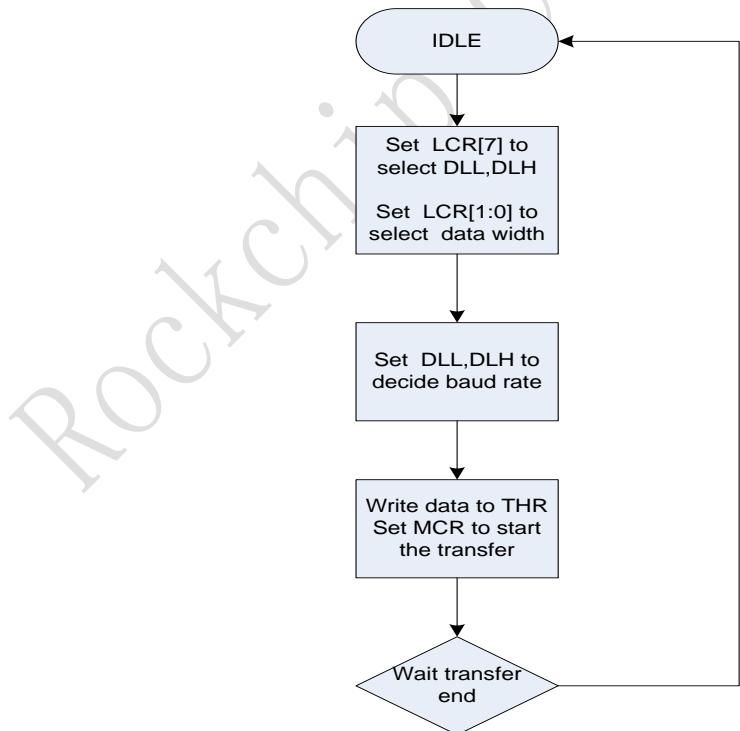 IDLE
Set LCR[7] to
select DLL,DLH
Set LCR[1:0] to
select data width
Set DLL,DLH to
decide baud rate
Write data to THR
Set MCR to start
the transfer
Wait transfer
end
Rockchip